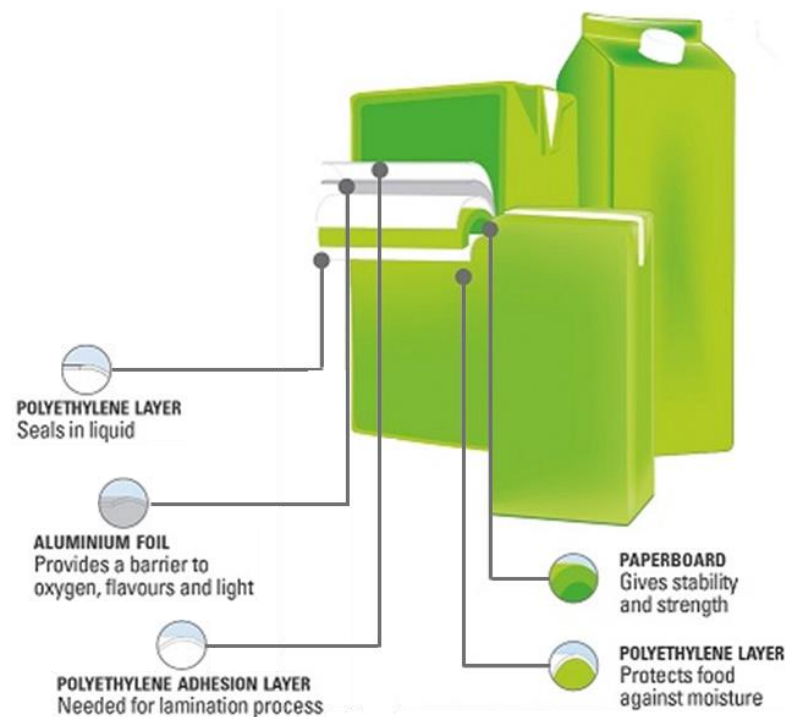 POLYETHYLENE LAYER
Seals in liquid
ALUMINIUM FOIL
Provides a barrier to
oxygen, flavours and light
POLYETHYLENE ADHESION LAYER
Needed for lamination process
PAPERBOARD
Gives stability
and strength
POLYETHYLENE LAYER
Protects food
against moisture